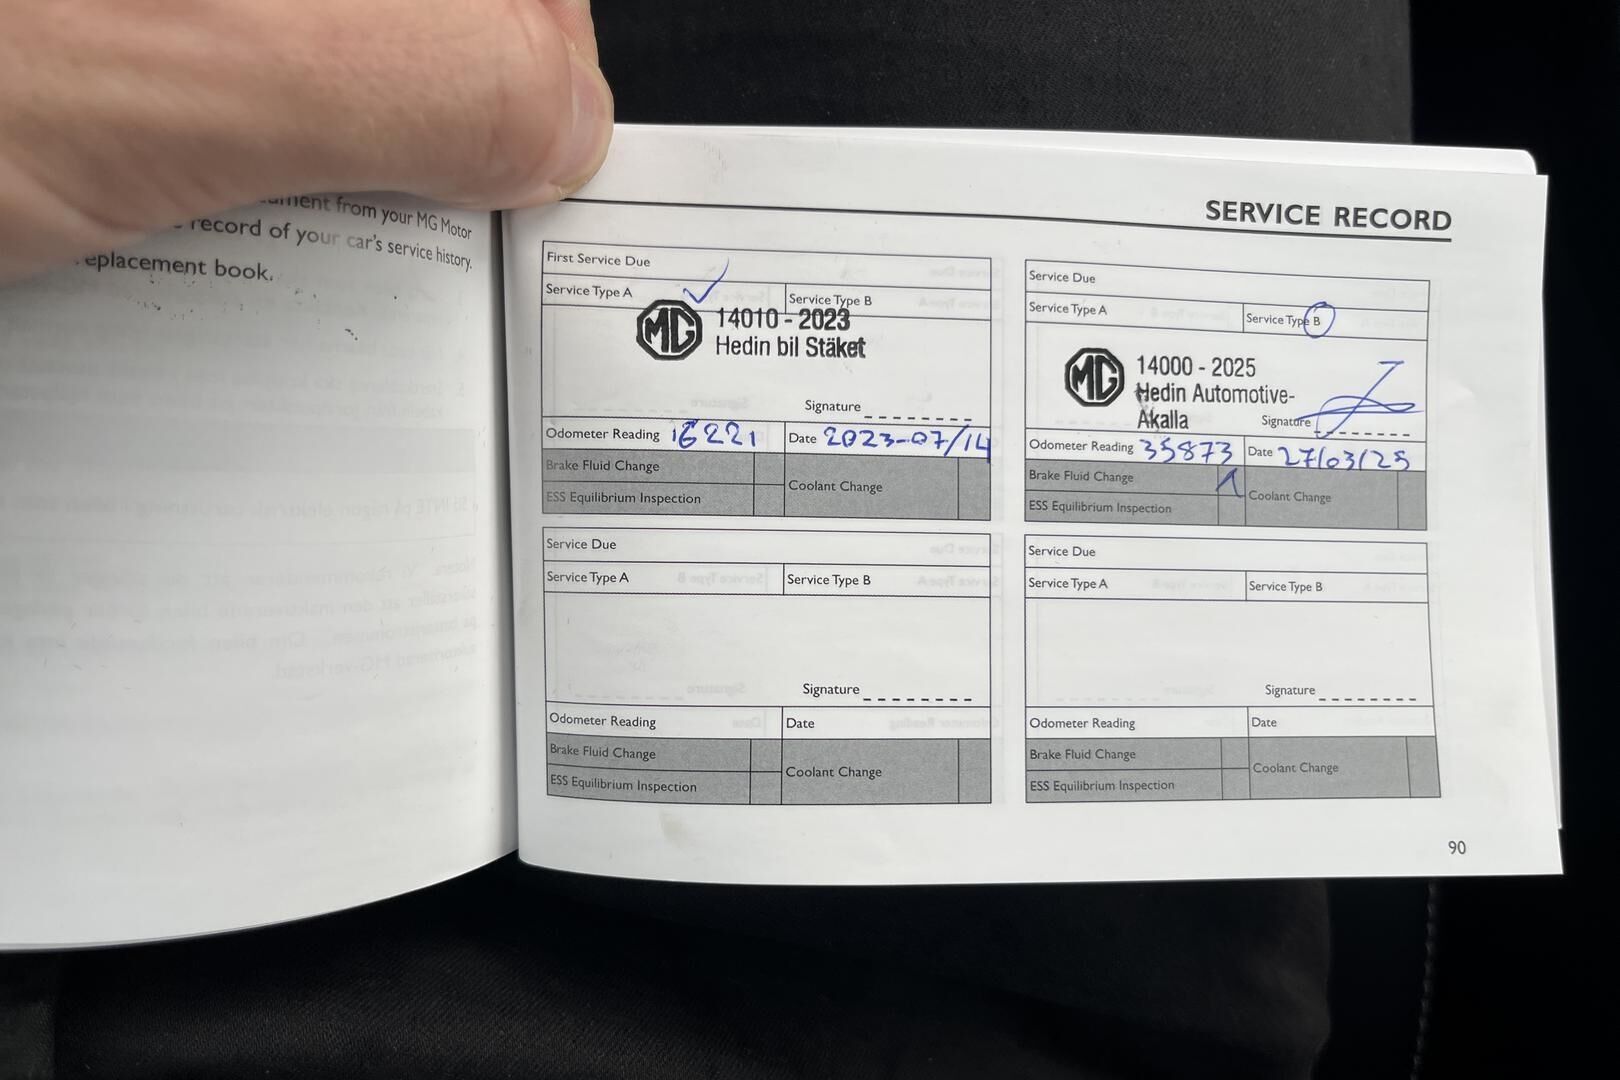 ument from your MG Motor
record of your car's service history.
eplacement book.
SERVICE RECORD
First Service Due
Service Type A
Service Type B
MG
14010 - 2023
Hedin bil Stäket
Signature
Odometer Reading 16221
Date 2023-07/14
Brake Fluid Change
ESS Equilibrium Inspection
Coolant Change
Service Due
Service Type A
Service Type B
MG
14000 - 2025
Hedin Automotive-
Akalla
Signature
Odometer Reading 35873
Date 27/03/25
Brake Fluid Change
ESS Equilibrium Inspection
Coolant Change
Service Due
Service Type A
Service Type B
Signature
Odometer Reading
Date
Brake Fluid Change
ESS Equilibrium Inspection
Coolant Change
Service Due
Service Type A
Service Type B
Signature
Odometer Reading
Date
Brake Fluid Change
ESS Equilibrium Inspection
Coolant Change
90